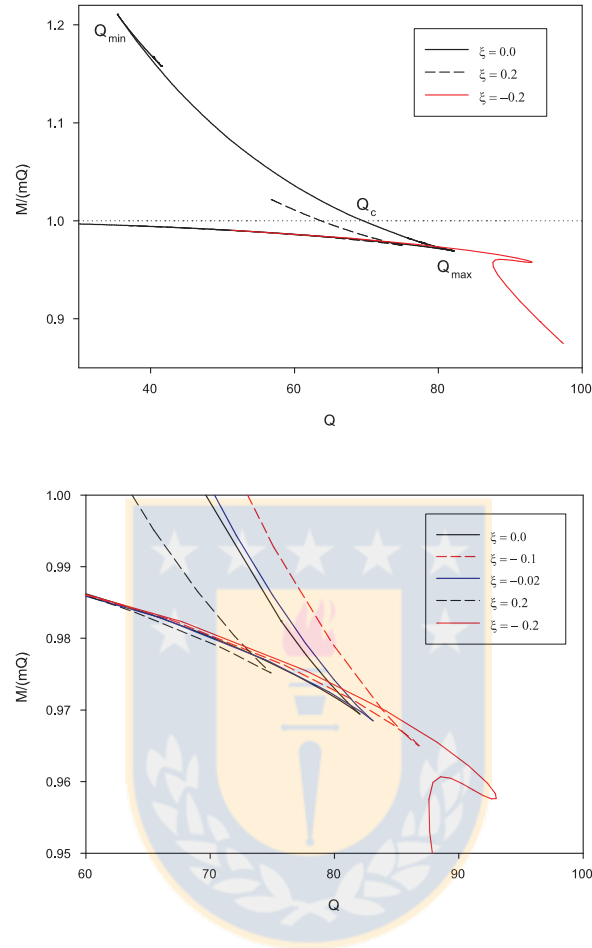 1.2
1.1
1.0
0.9
M/(mQ)
Q_min
Q_c
Q_max
ξ = 0.0
ξ = 0.2
ξ = −0.2
40 60 80 100
Q
1.00
0.99
0.98
0.97
0.96
0.95
M/(mQ)
ξ = 0.0
ξ = − 0.1
ξ = −0.02
ξ = 0.2
ξ = − 0.2
60 70 80 90 100
Q